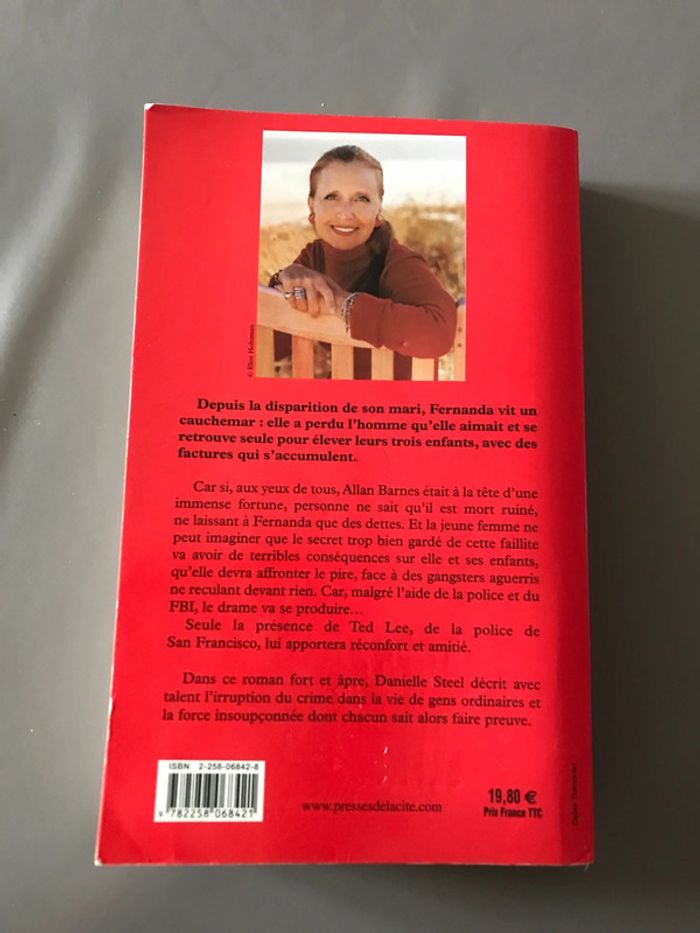 © Eliot Holtzman
Depuis la disparition de son mari, Fernanda vit un
cauchemar : elle a perdu l'homme qu'elle aimait et se
retrouve seule pour élever leurs trois enfants, avec des
factures qui s'accumulent.
Car si, aux yeux de tous, Allan Barnes était à la tête d'une
immense fortune, personne ne sait qu'il est mort ruiné,
ne laissant à Fernanda que des dettes. Et la jeune femme ne
peut imaginer que le secret trop bien gardé de cette faillite
va avoir de terribles conséquences sur elle et ses enfants,
qu'elle devra affronter le pire, face à des gangsters aguerris
ne reculant devant rien. Car, malgré l'aide de la police et du
FBI, le drame va se produire...
Seule la présence de Ted Lee, de la police de
San Francisco, lui apportera réconfort et amitié.
Dans ce roman fort et âpre, Danielle Steel décrit avec
talent l'irruption du crime dans la vie de gens ordinaires et
la force insoupçonnée dont chacun sait alors faire preuve.
ISBN 2-258-06842-8
9 782258 068421
www.pressesdelacite.com
19,80 €
Prix France TTC